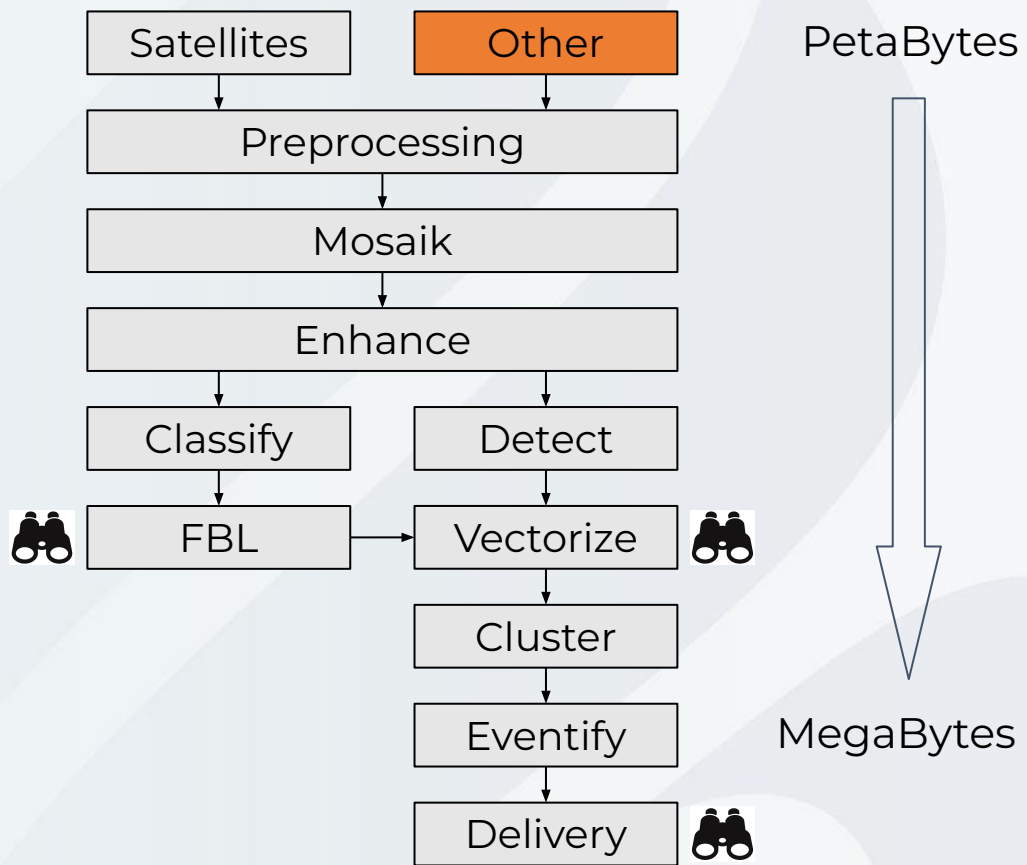 Satellites
Other
PetaBytes
Preprocessing
Mosaik
Enhance
Classify
Detect
FBL
Vectorize
Cluster
Eventify
MegaBytes
Delivery